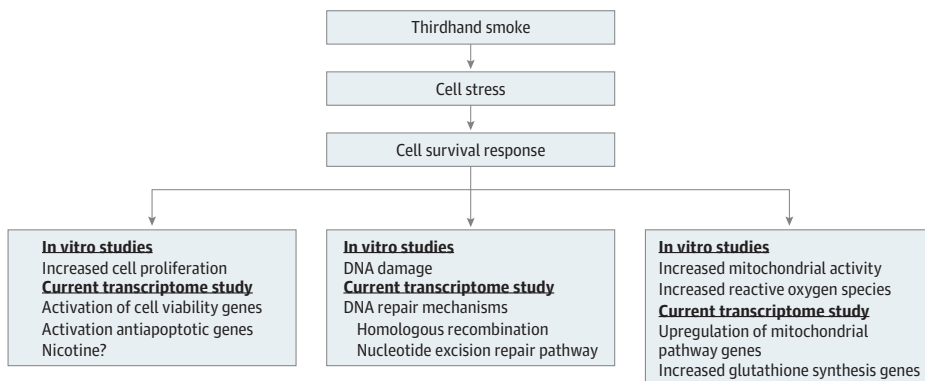 Thirdhand smoke
Cell stress
Cell survival response
In vitro studies
Increased cell proliferation
Current transcriptome study
Activation of cell viability genes
Activation antiapoptotic genes
Nicotine?
In vitro studies
DNA damage
Current transcriptome study
DNA repair mechanisms
Homologous recombination
Nucleotide excision repair pathway
In vitro studies
Increased mitochondrial activity
Increased reactive oxygen species
Current transcriptome study
Upregulation of mitochondrial
pathway genes
Increased glutathione synthesis genes